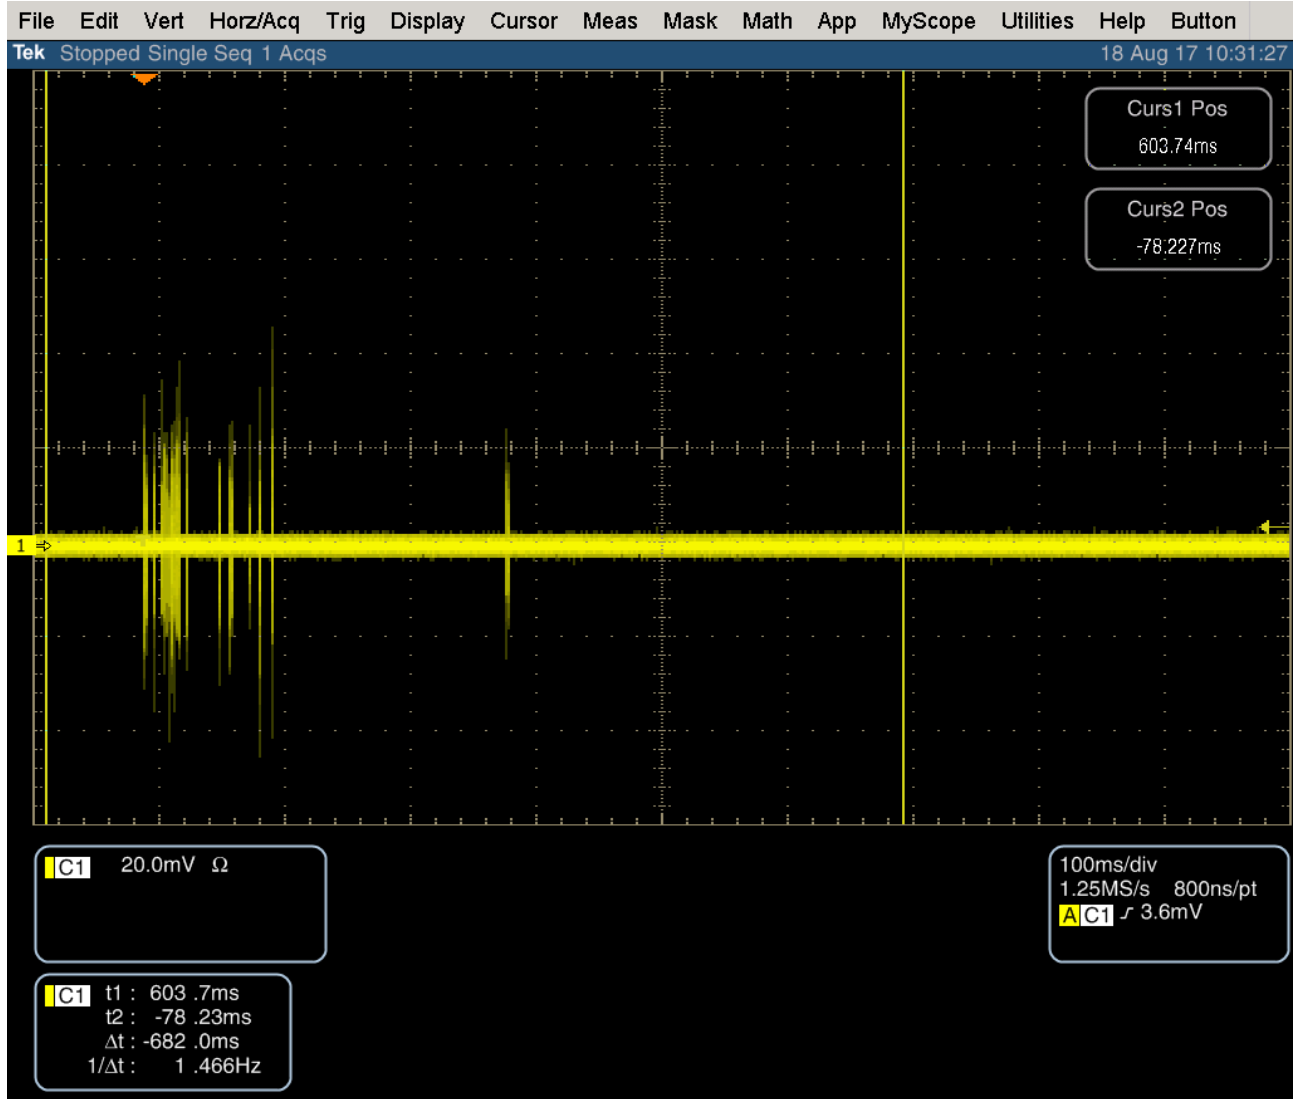 File Edit Vert Horz/Acq Trig Display Cursor Meas Mask Math App MyScope Utilities Help Button
Tek Stopped Single Seq 1 Acqs 18 Aug 17 10:31:27
Curs1 Pos
603.74ms
Curs2 Pos
-78.227ms
1
C1 20.0mV Ω
100ms/div
1.25MS/s 800ns/pt
A C1 3.6mV
C1 t1 : 603 .7ms
t2 : -78 .23ms
Δt : -682 .0ms
1/Δt : 1 .466Hz